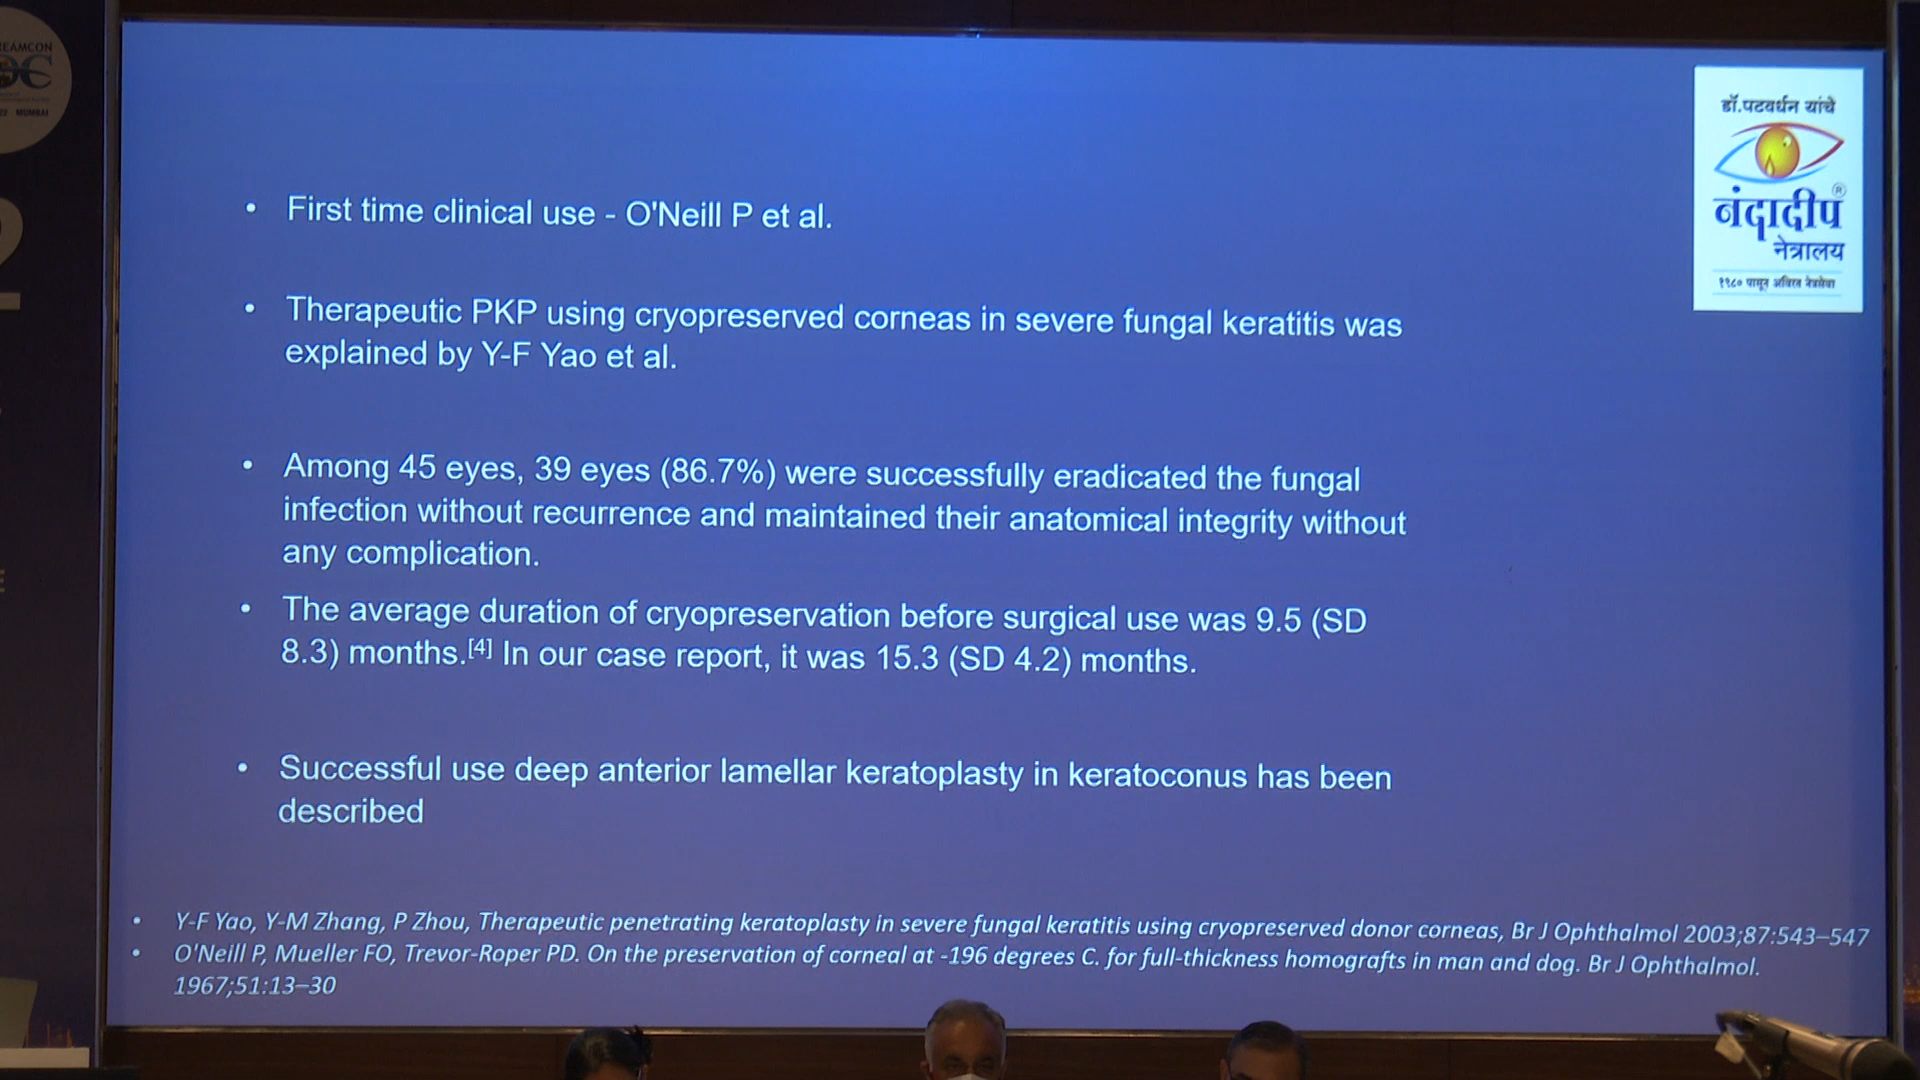 EAMCON
MUMBAI
डॉ.पटवर्धन यांचे
®
नंदादीप
नेत्रालय
१९८० पासून अविरत नेत्रसेवा
• First time clinical use - O'Neill P et al.
• Therapeutic PKP using cryopreserved corneas in severe fungal keratitis was
explained by Y-F Yao et al.
• Among 45 eyes, 39 eyes (86.7%) were successfully eradicated the fungal
infection without recurrence and maintained their anatomical integrity without
any complication.
• The average duration of cryopreservation before surgical use was 9.5 (SD
8.3) months.[4] In our case report, it was 15.3 (SD 4.2) months.
• Successful use deep anterior lamellar keratoplasty in keratoconus has been
described
• Y-F Yao, Y-M Zhang, P Zhou, Therapeutic penetrating keratoplasty in severe fungal keratitis using cryopreserved donor corneas, Br J Ophthalmol 2003;87:543–547
• O'Neill P, Mueller FO, Trevor-Roper PD. On the preservation of corneal at -196 degrees C. for full-thickness homografts in man and dog. Br J Ophthalmol.
1967;51:13–30